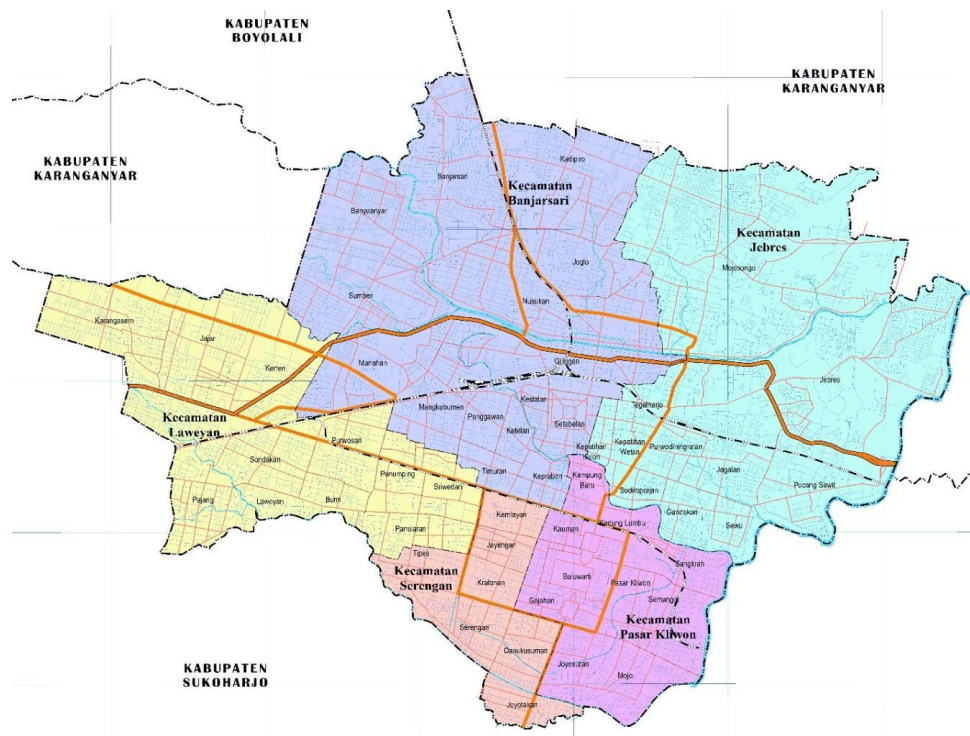 KABUPATEN
BOYOLALI
KABUPATEN
KARANGANYAR
KABUPATEN
KARANGANYAR
Kadipiro
Banjarsari
Kecamatan
Banjarsari
Banyuanyar
Kecamatan
Jebres
Mojosongo
Joglo
Sumber
Nusukan
Karangasem
Jajar
Kerten
Manahan
Gilingan
Jebres
Kestalan
Mangkubumen
Punggawan
Setabelan
Tegalharjo
Kecamatan
Laweyan
Ketelan
Purwosari
Kepatihan
Wetan
Purwodiningratan
Kepatihan
Kulon
Sondakan
Penumping
Sriwedari
Timuran
Keprabon
Kampung
Baru
Jagalan
Pucang Sawit
Sudiroprajan
Pajang
Laweyan
Bumi
Gandekan
Sewu
Kemlayan
Kauman
Kedung Lumbu
Panularan
Tipes
Jayengan
Sangkrah
Kecamatan
Serengan
Kratonan
Baluwarti
Pasar Kliwon
Gajahan
Semanggi
Kecamatan
Pasar Kliwon
Serengan
Danukusuman
Joyosuran
Mojo
KABUPATEN
SUKOHARJO
Joyotakan